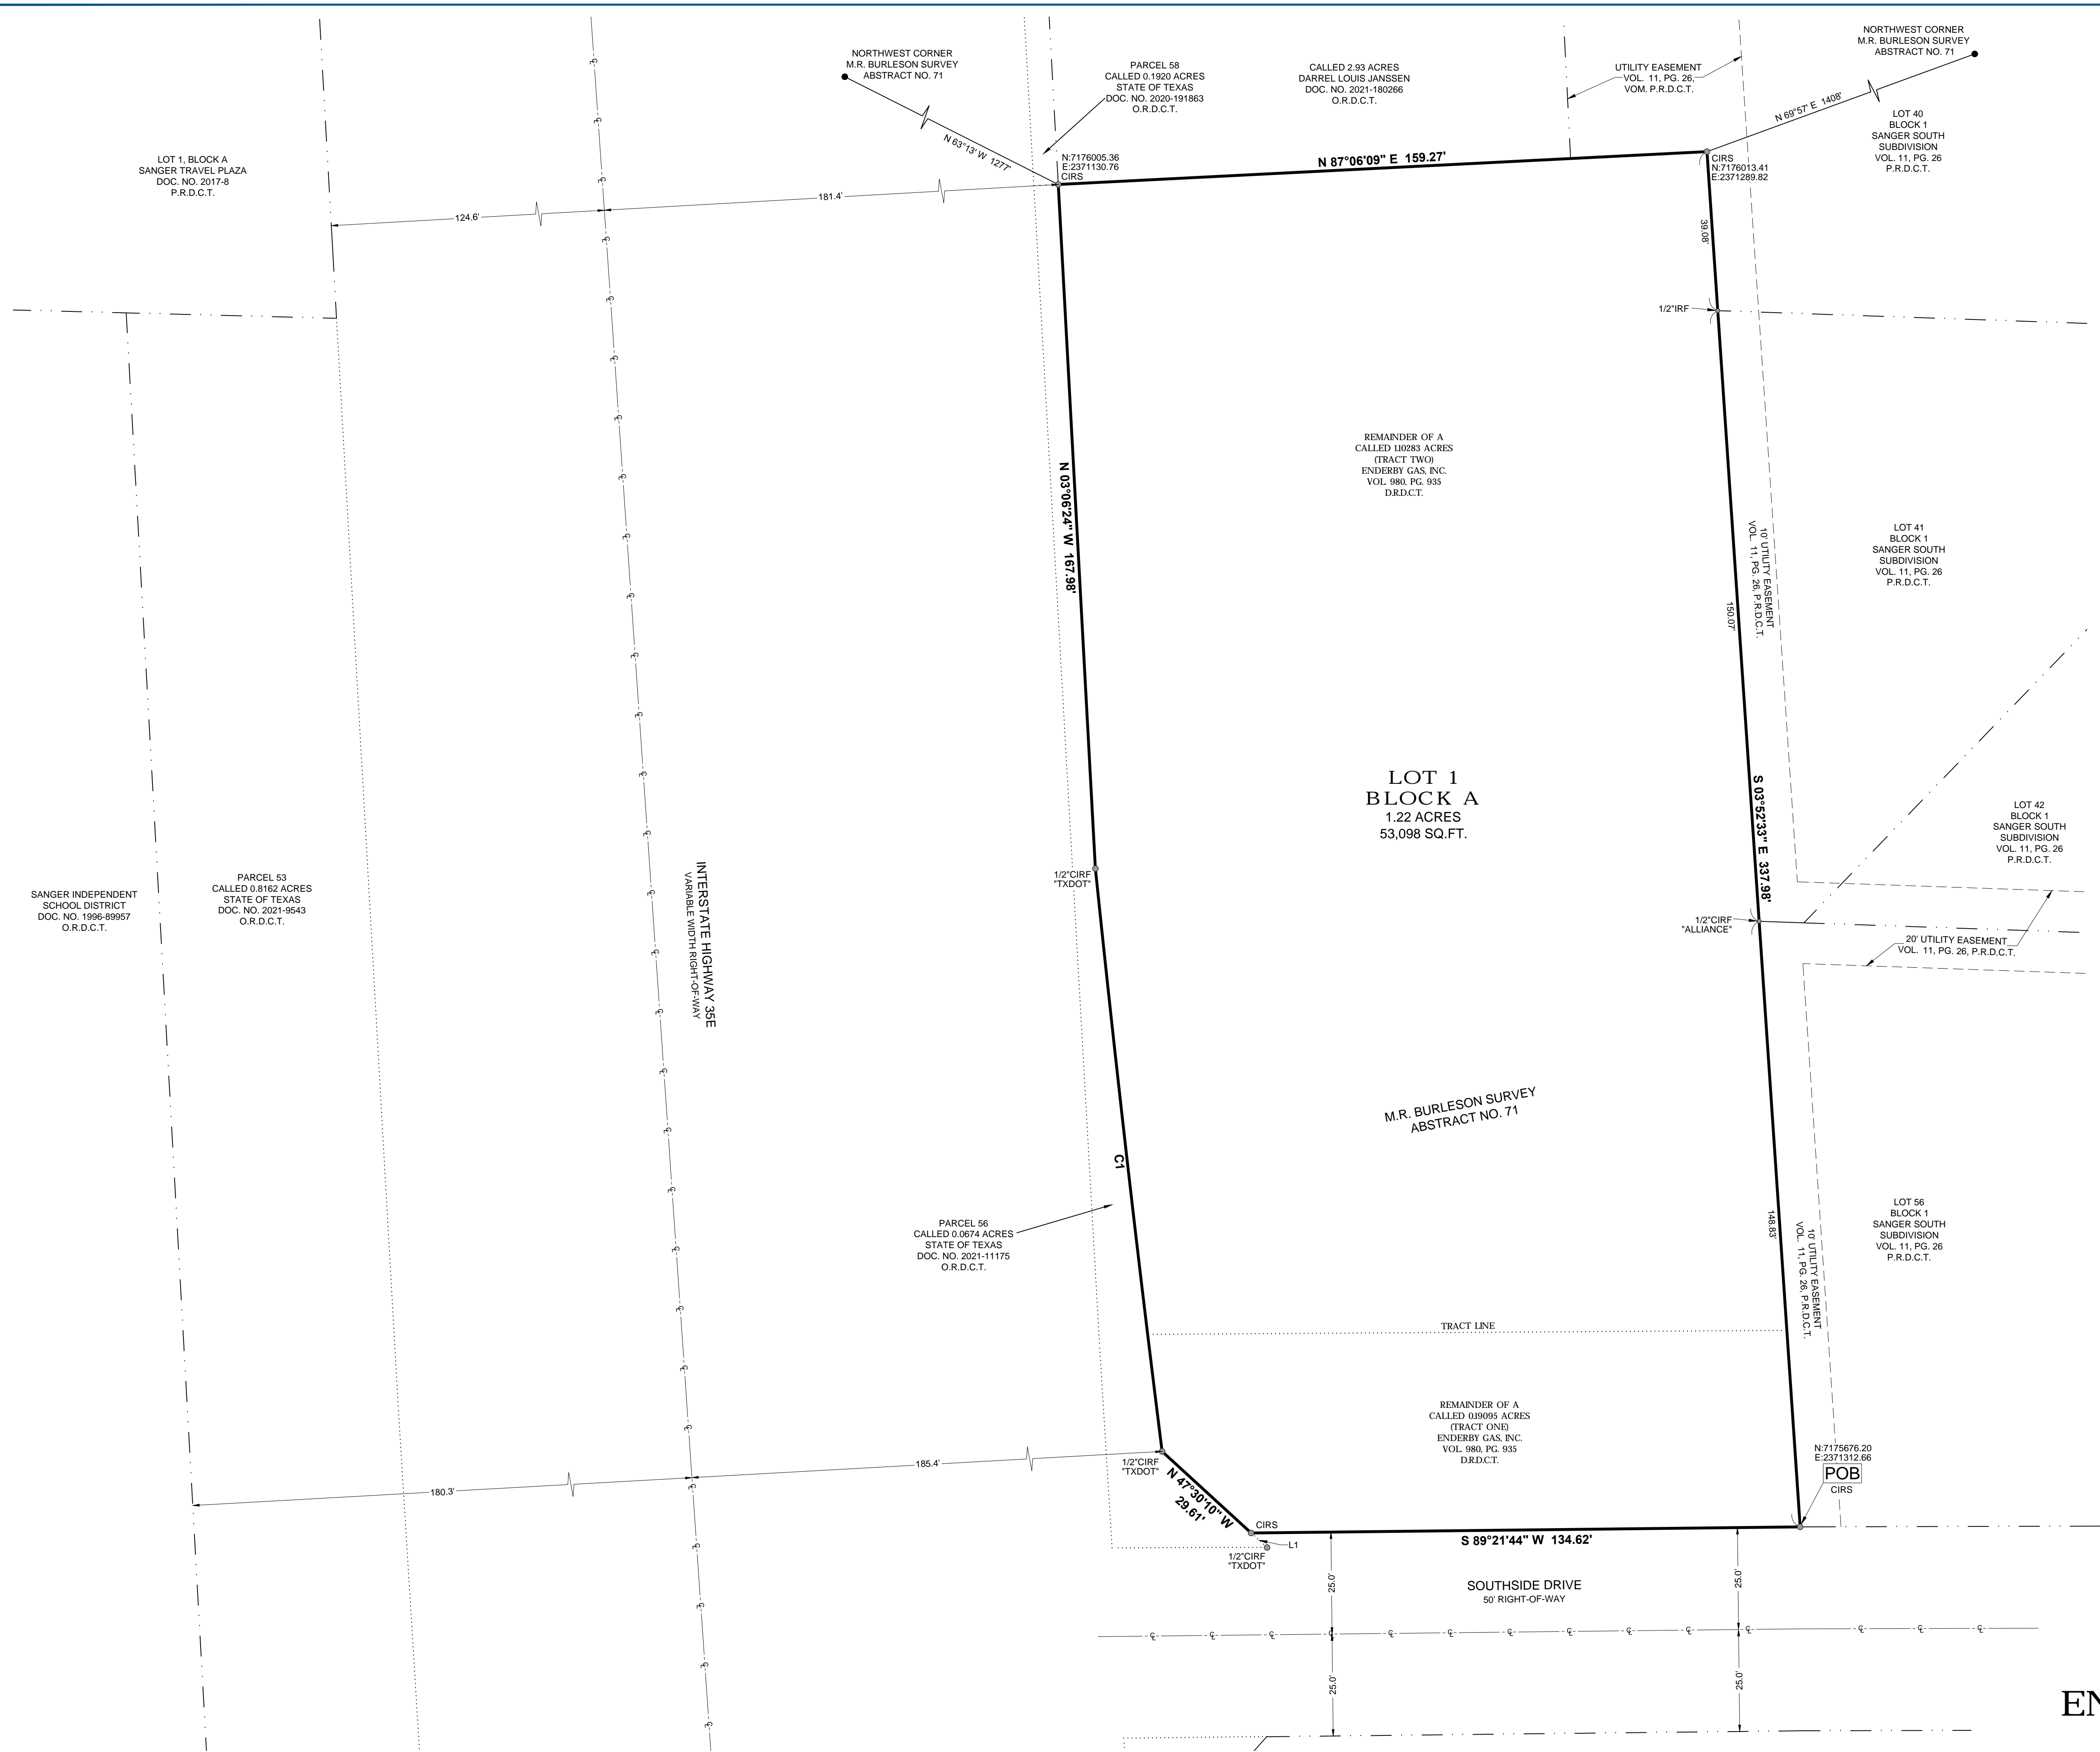 NORTHWEST CORNER
M.R. BURLESON SURVEY
ABSTRACT NO. 71
N 63°13' W 1277'
PARCEL 58
CALLED 0.1920 ACRES
STATE OF TEXAS
DOC. NO. 2020-191863
O.R.D.C.T.
CALLED 2.93 ACRES
DARREL LOUIS JANSSEN
DOC. NO. 2021-180266
O.R.D.C.T.
UTILITY EASEMENT
VOL. 11, PG. 26,
VOM. P.R.D.C.T.
NORTHWEST CORNER
M.R. BURLESON SURVEY
ABSTRACT NO. 71
N 69°57' E 1408'
LOT 40
BLOCK 1
SANGER SOUTH
SUBDIVISION
VOL. 11, PG. 26
P.R.D.C.T.
LOT 1, BLOCK A
SANGER TRAVEL PLAZA
DOC. NO. 2017-8
P.R.D.C.T.
N:7176005.36
E:2371130.76
CIRS
N 87°06'09" E 159.27'
CIRS
N:7176013.41
E:2371289.82
124.6'
181.4'
39.08'
1/2"IRF
REMAINDER OF A
CALLED 1.10283 ACRES
(TRACT TWO)
ENDERBY GAS, INC.
VOL. 980, PG. 935
D.R.D.C.T.
N 03°06'24" W 167.98'
10' UTILITY EASEMENT
VOL. 11, PG. 26, P.R.D.C.T.
150.07'
LOT 41
BLOCK 1
SANGER SOUTH
SUBDIVISION
VOL. 11, PG. 26
P.R.D.C.T.
LOT 1
BLOCK A
1.22 ACRES
53,098 SQ.FT.
S 03°52'33" E 337.98'
LOT 42
BLOCK 1
SANGER SOUTH
SUBDIVISION
VOL. 11, PG. 26
P.R.D.C.T.
SANGER INDEPENDENT
SCHOOL DISTRICT
DOC. NO. 1996-89957
O.R.D.C.T.
PARCEL 53
CALLED 0.8162 ACRES
STATE OF TEXAS
DOC. NO. 2021-9543
O.R.D.C.T.
INTERSTATE HIGHWAY 35E
VARIABLE WIDTH RIGHT-OF-WAY
1/2"CIRF
"TXDOT"
1/2"CIRF
"ALLIANCE"
20' UTILITY EASEMENT
VOL. 11, PG. 26, P.R.D.C.T.
M.R. BURLESON SURVEY
ABSTRACT NO. 71
C1
PARCEL 56
CALLED 0.0674 ACRES
STATE OF TEXAS
DOC. NO. 2021-11175
O.R.D.C.T.
148.83'
10' UTILITY EASEMENT
VOL. 11, PG. 26, P.R.D.C.T.
LOT 56
BLOCK 1
SANGER SOUTH
SUBDIVISION
VOL. 11, PG. 26
P.R.D.C.T.
TRACT LINE
REMAINDER OF A
CALLED 0.19095 ACRES
(TRACT ONE)
ENDERBY GAS, INC.
VOL. 980, PG. 935
D.R.D.C.T.
N:7175676.20
E:2371312.66
POB
CIRS
180.3'
185.4'
1/2"CIRF
"TXDOT"
N 47°30'10" W
29.61'
CIRS
L1
1/2"CIRF
"TXDOT"
S 89°21'44" W 134.62'
25.0'
25.0'
SOUTHSIDE DRIVE
50' RIGHT-OF-WAY
25.0'
25.0'
EN